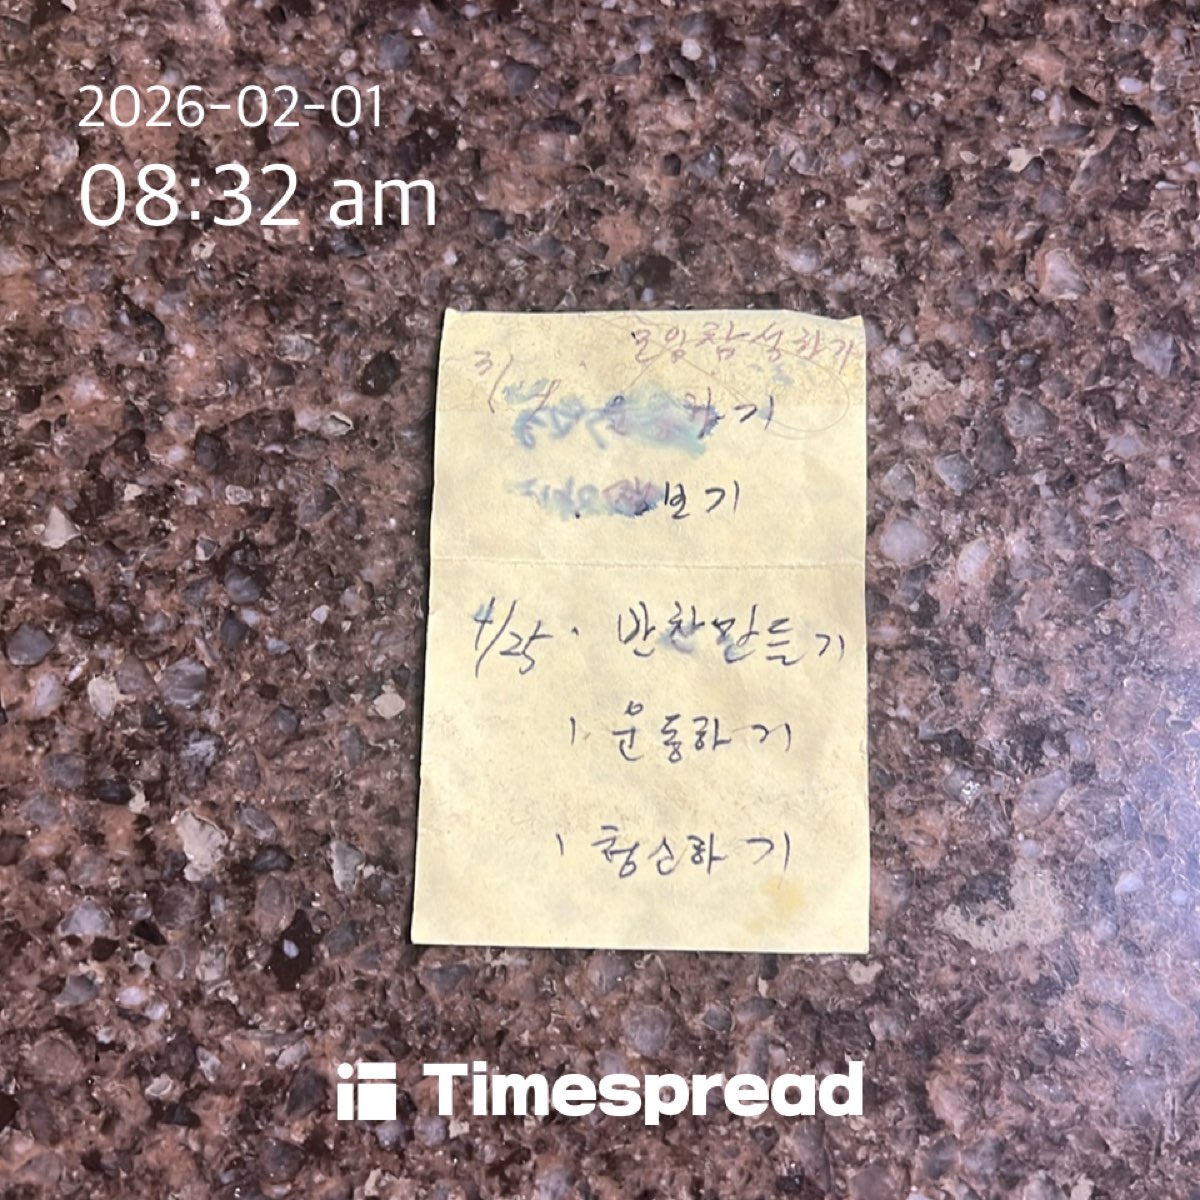 2026-02-01
08:32 am
모임참성하기
3/
하기
보기
4/25 · 반찬만들기
· 운동하기
· 청소하기
Timespread